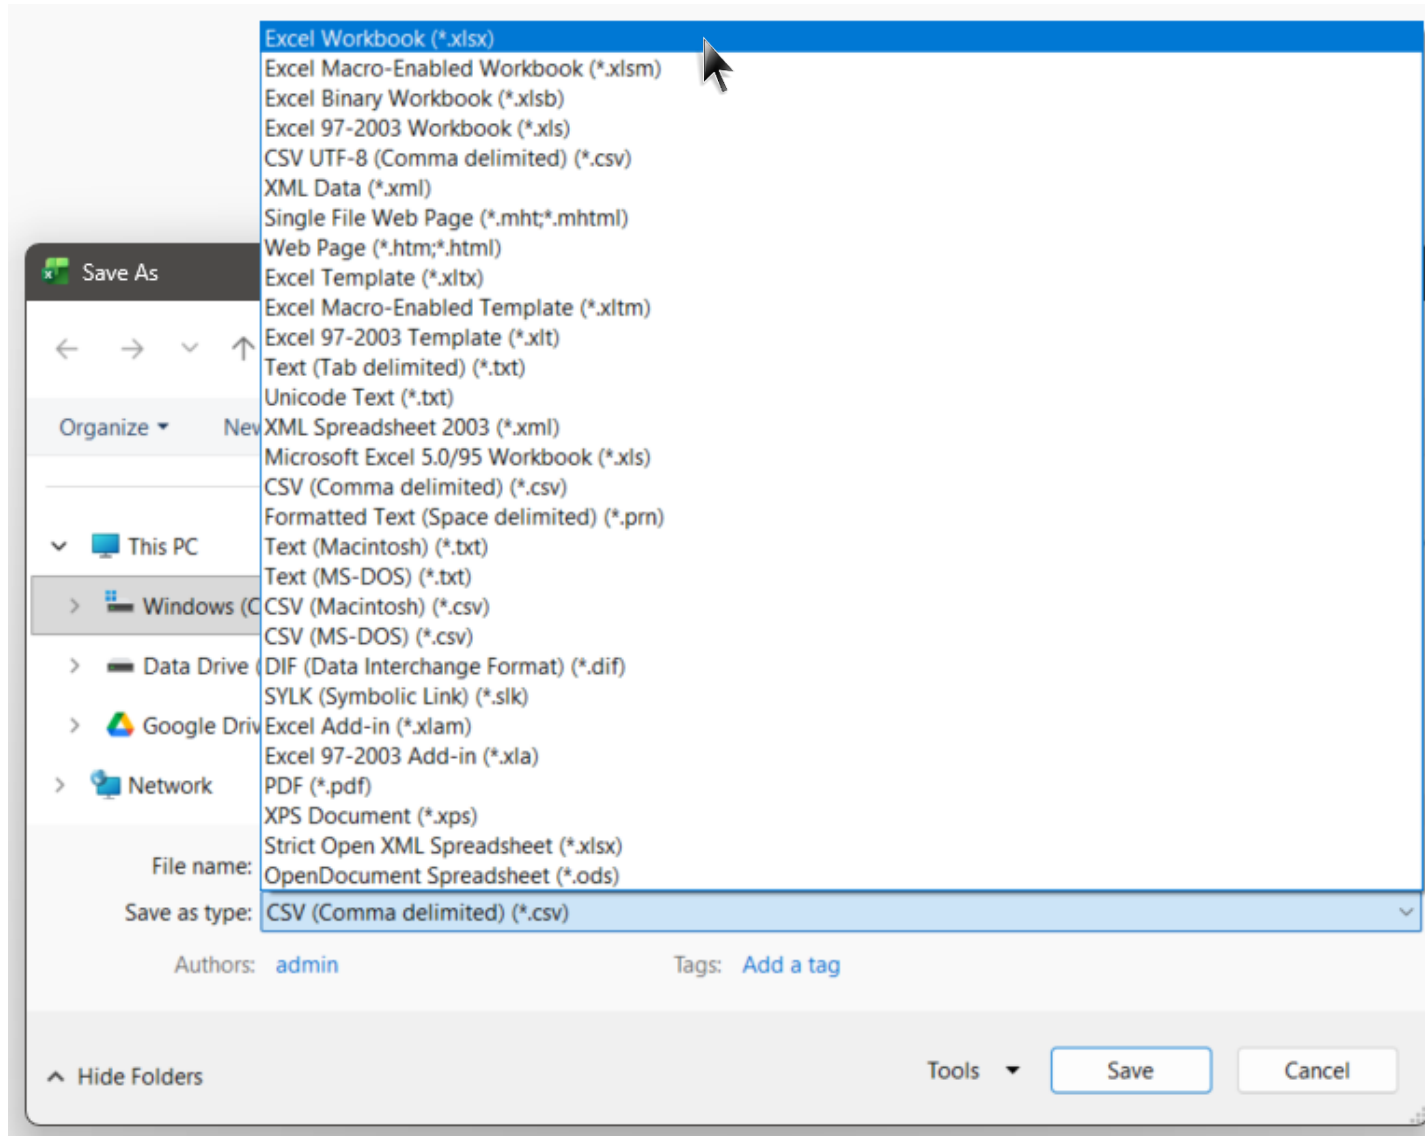 Excel Workbook (*.xlsx)
Excel Macro-Enabled Workbook (*.xlsm)
Excel Binary Workbook (*.xlsb)
Excel 97-2003 Workbook (*.xls)
CSV UTF-8 (Comma delimited) (*.csv)
XML Data (*.xml)
Single File Web Page (*.mht;*.mhtml)
Web Page (*.htm;*.html)
Excel Template (*.xltx)
Excel Macro-Enabled Template (*.xltm)
Excel 97-2003 Template (*.xlt)
Text (Tab delimited) (*.txt)
Unicode Text (*.txt)
XML Spreadsheet 2003 (*.xml)
Microsoft Excel 5.0/95 Workbook (*.xls)
CSV (Comma delimited) (*.csv)
Formatted Text (Space delimited) (*.prn)
Text (Macintosh) (*.txt)
Text (MS-DOS) (*.txt)
CSV (Macintosh) (*.csv)
CSV (MS-DOS) (*.csv)
DIF (Data Interchange Format) (*.dif)
SYLK (Symbolic Link) (*.slk)
Excel Add-in (*.xlam)
Excel 97-2003 Add-in (*.xla)
PDF (*.pdf)
XPS Document (*.xps)
Strict Open XML Spreadsheet (*.xlsx)
OpenDocument Spreadsheet (*.ods)
Save As
Organize
New
This PC
Windows (C
Data Drive (
Google Driv
Network
File name:
Save as type: CSV (Comma delimited) (*.csv)
Authors: admin
Tags: Add a tag
Hide Folders
Tools
Save
Cancel